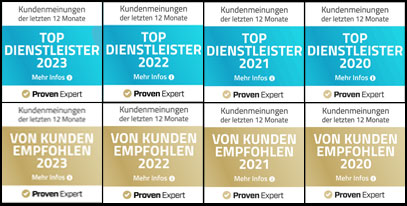 Kundenmeinungen
der letzten 12 Monate
TOP
DIENSTLEISTER
2023
Mehr Infos
Proven Expert
Kundenmeinungen
der letzten 12 Monate
TOP
DIENSTLEISTER
2022
Mehr Infos
Proven Expert
Kundenmeinungen
der letzten 12 Monate
TOP
DIENSTLEISTER
2021
Mehr Infos
Proven Expert
Kundenmeinungen
der letzten 12 Monate
TOP
DIENSTLEISTER
2020
Mehr Infos
Proven Expert
Kundenmeinungen
der letzten 12 Monate
VON KUNDEN
EMPFOHLEN
2023
Mehr Infos
Proven Expert
Kundenmeinungen
der letzten 12 Monate
VON KUNDEN
EMPFOHLEN
2022
Mehr Infos
Proven Expert
Kundenmeinungen
der letzten 12 Monate
VON KUNDEN
EMPFOHLEN
2021
Mehr Infos
Proven Expert
Kundenmeinungen
der letzten 12 Monate
VON KUNDEN
EMPFOHLEN
2020
Mehr Infos
Proven Expert